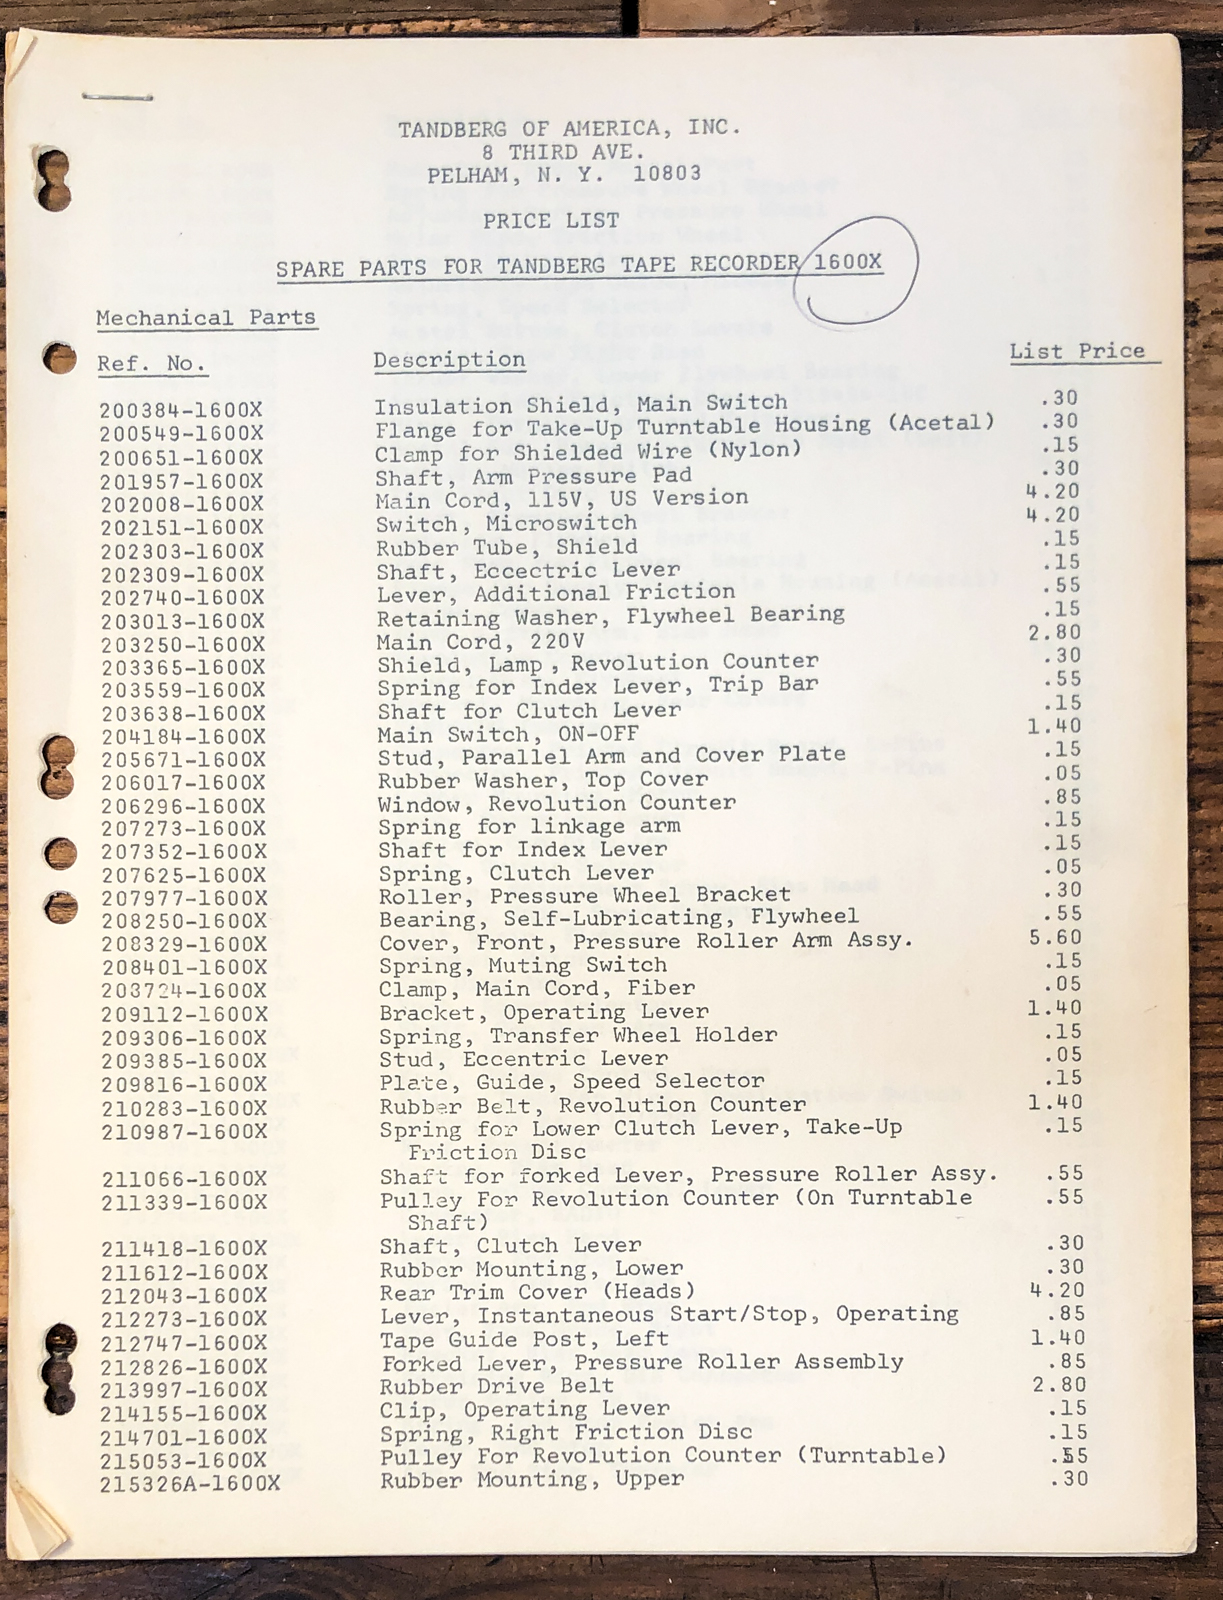 TANDBERG OF AMERICA, INC.
8 THIRD AVE.
PELHAM, N. Y. 10803
PRICE LIST
SPARE PARTS FOR TANDBERG TAPE RECORDER 1600X
Mechanical Parts
Ref. No. Description List Price
200384-1600X Insulation Shield, Main Switch .30
200549-1600X Flange for Take-Up Turntable Housing (Acetal) .30
200651-1600X Clamp for Shielded Wire (Nylon) .15
201957-1600X Shaft, Arm Pressure Pad .30
202008-1600X Main Cord, 115V, US Version 4.20
202151-1600X Switch, Microswitch 4.20
202303-1600X Rubber Tube, Shield .15
202309-1600X Shaft, Eccectric Lever .15
202740-1600X Lever, Additional Friction .55
203013-1600X Retaining Washer, Flywheel Bearing .15
203250-1600X Main Cord, 220V 2.80
203365-1600X Shield, Lamp , Revolution Counter .30
203559-1600X Spring for Index Lever, Trip Bar .55
203638-1600X Shaft for Clutch Lever .15
204184-1600X Main Switch, ON-OFF 1.40
205671-1600X Stud, Parallel Arm and Cover Plate .15
206017-1600X Rubber Washer, Top Cover .05
206296-1600X Window, Revolution Counter .85
207273-1600X Spring for linkage arm .15
207352-1600X Shaft for Index Lever .15
207625-1600X Spring, Clutch Lever .05
207977-1600X Roller, Pressure Wheel Bracket .30
208250-1600X Bearing, Self-Lubricating, Flywheel .55
208329-1600X Cover, Front, Pressure Roller Arm Assy. 5.60
208401-1600X Spring, Muting Switch .15
203724-1600X Clamp, Main Cord, Fiber .05
209112-1600X Bracket, Operating Lever 1.40
209306-1600X Spring, Transfer Wheel Holder .15
209385-1600X Stud, Eccentric Lever .05
209816-1600X Plate, Guide, Speed Selector .15
210283-1600X Rubber Belt, Revolution Counter 1.40
210987-1600X Spring for Lower Clutch Lever, Take-Up .15
Friction Disc
211066-1600X Shaft for forked Lever, Pressure Roller Assy. .55
211339-1600X Pulley For Revolution Counter (On Turntable .55
Shaft)
211418-1600X Shaft, Clutch Lever .30
211612-1600X Rubber Mounting, Lower .30
212043-1600X Rear Trim Cover (Heads) 4.20
212273-1600X Lever, Instantaneous Start/Stop, Operating .85
212747-1600X Tape Guide Post, Left 1.40
212826-1600X Forked Lever, Pressure Roller Assembly .85
213997-1600X Rubber Drive Belt 2.80
214155-1600X Clip, Operating Lever .15
214701-1600X Spring, Right Friction Disc .15
215053-1600X Pulley For Revolution Counter (Turntable) .55
215326A-1600X Rubber Mounting, Upper .30